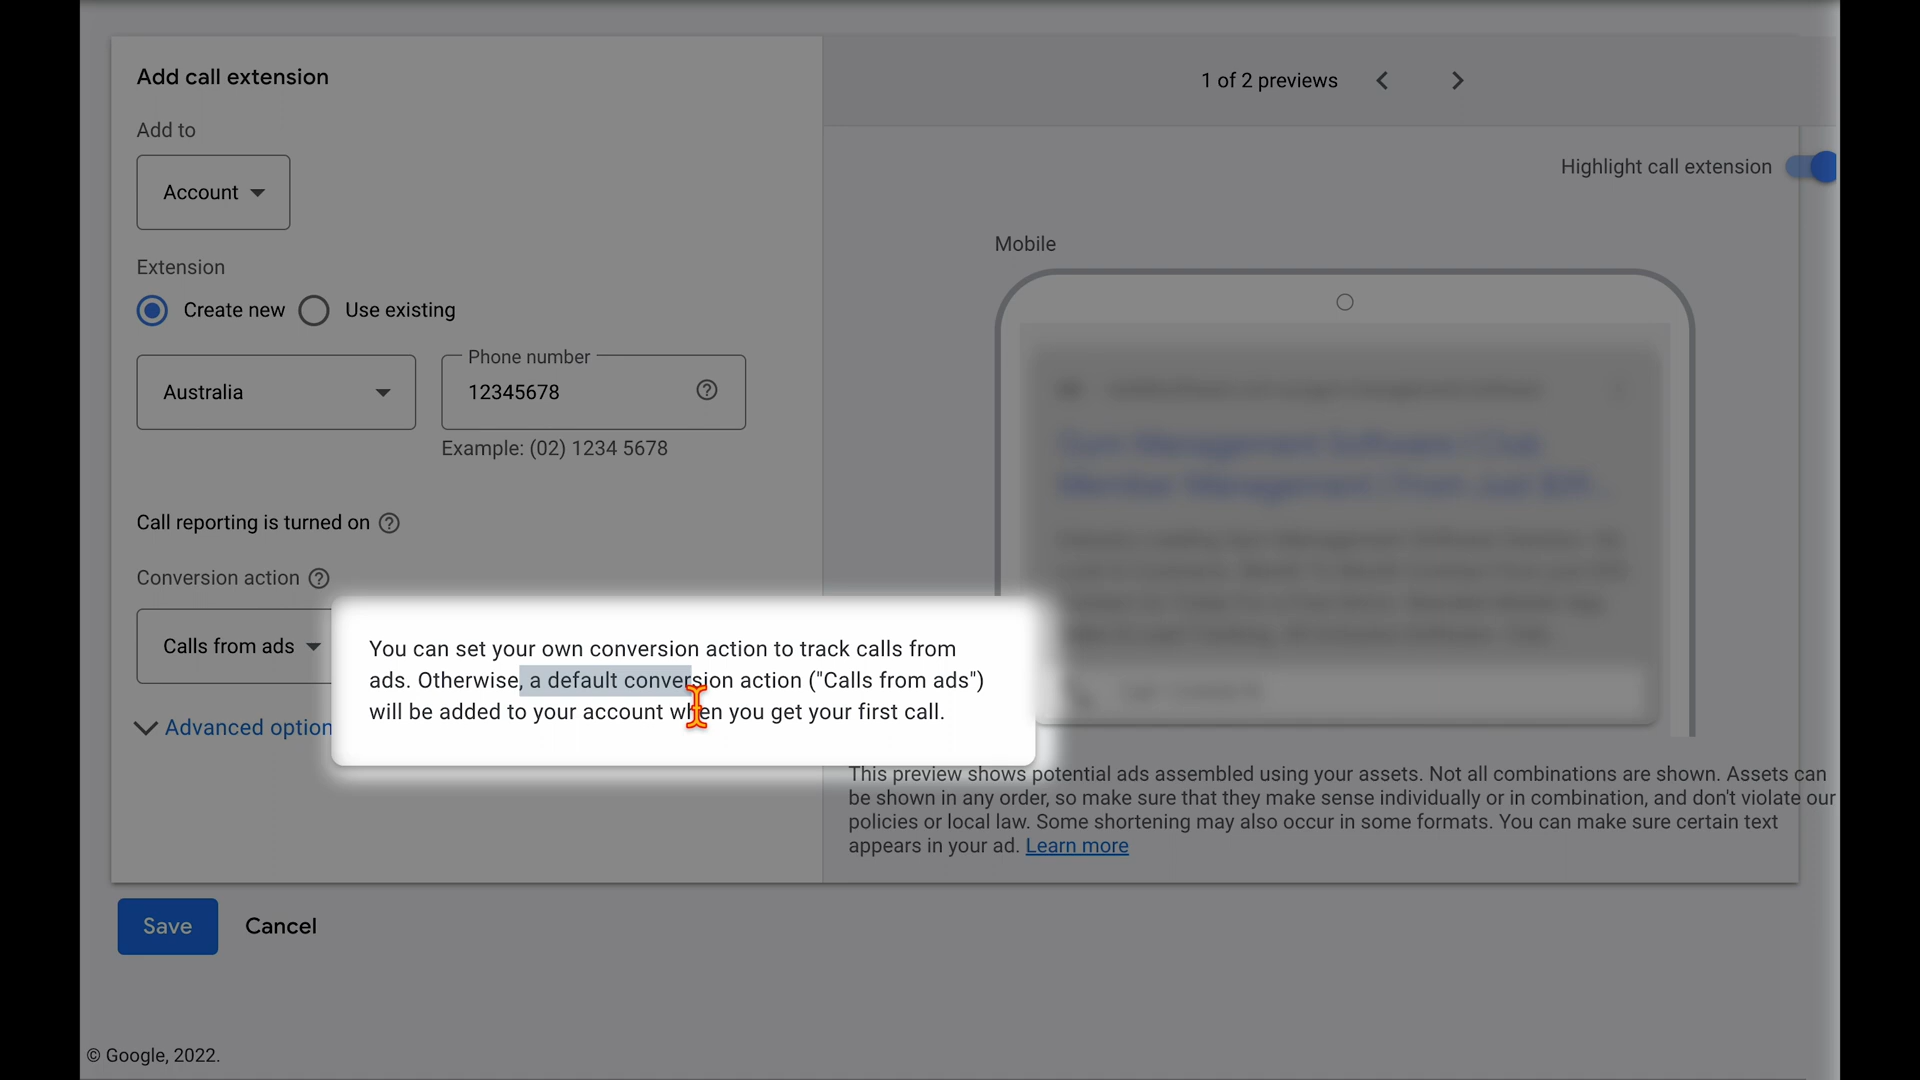 Add call extension
Add to
Account
Extension
Create new
Use existing
Australia
Phone number
12345678
Example: (02) 1234 5678
Call reporting is turned on
Conversion action
Calls from ads
You can set your own conversion action to track calls from
ads. Otherwise, a default conversion action ("Calls from ads")
will be added to your account when you get your first call.
Advanced option
Save
Cancel
1 of 2 previews
Highlight call extension
Mobile
This preview shows potential ads assembled using your assets. Not all combinations are shown. Assets can
be shown in any order, so make sure that they make sense individually or in combination, and don't violate our
policies or local law. Some shortening may also occur in some formats. You can make sure certain text
appears in your ad. Learn more
© Google, 2022.